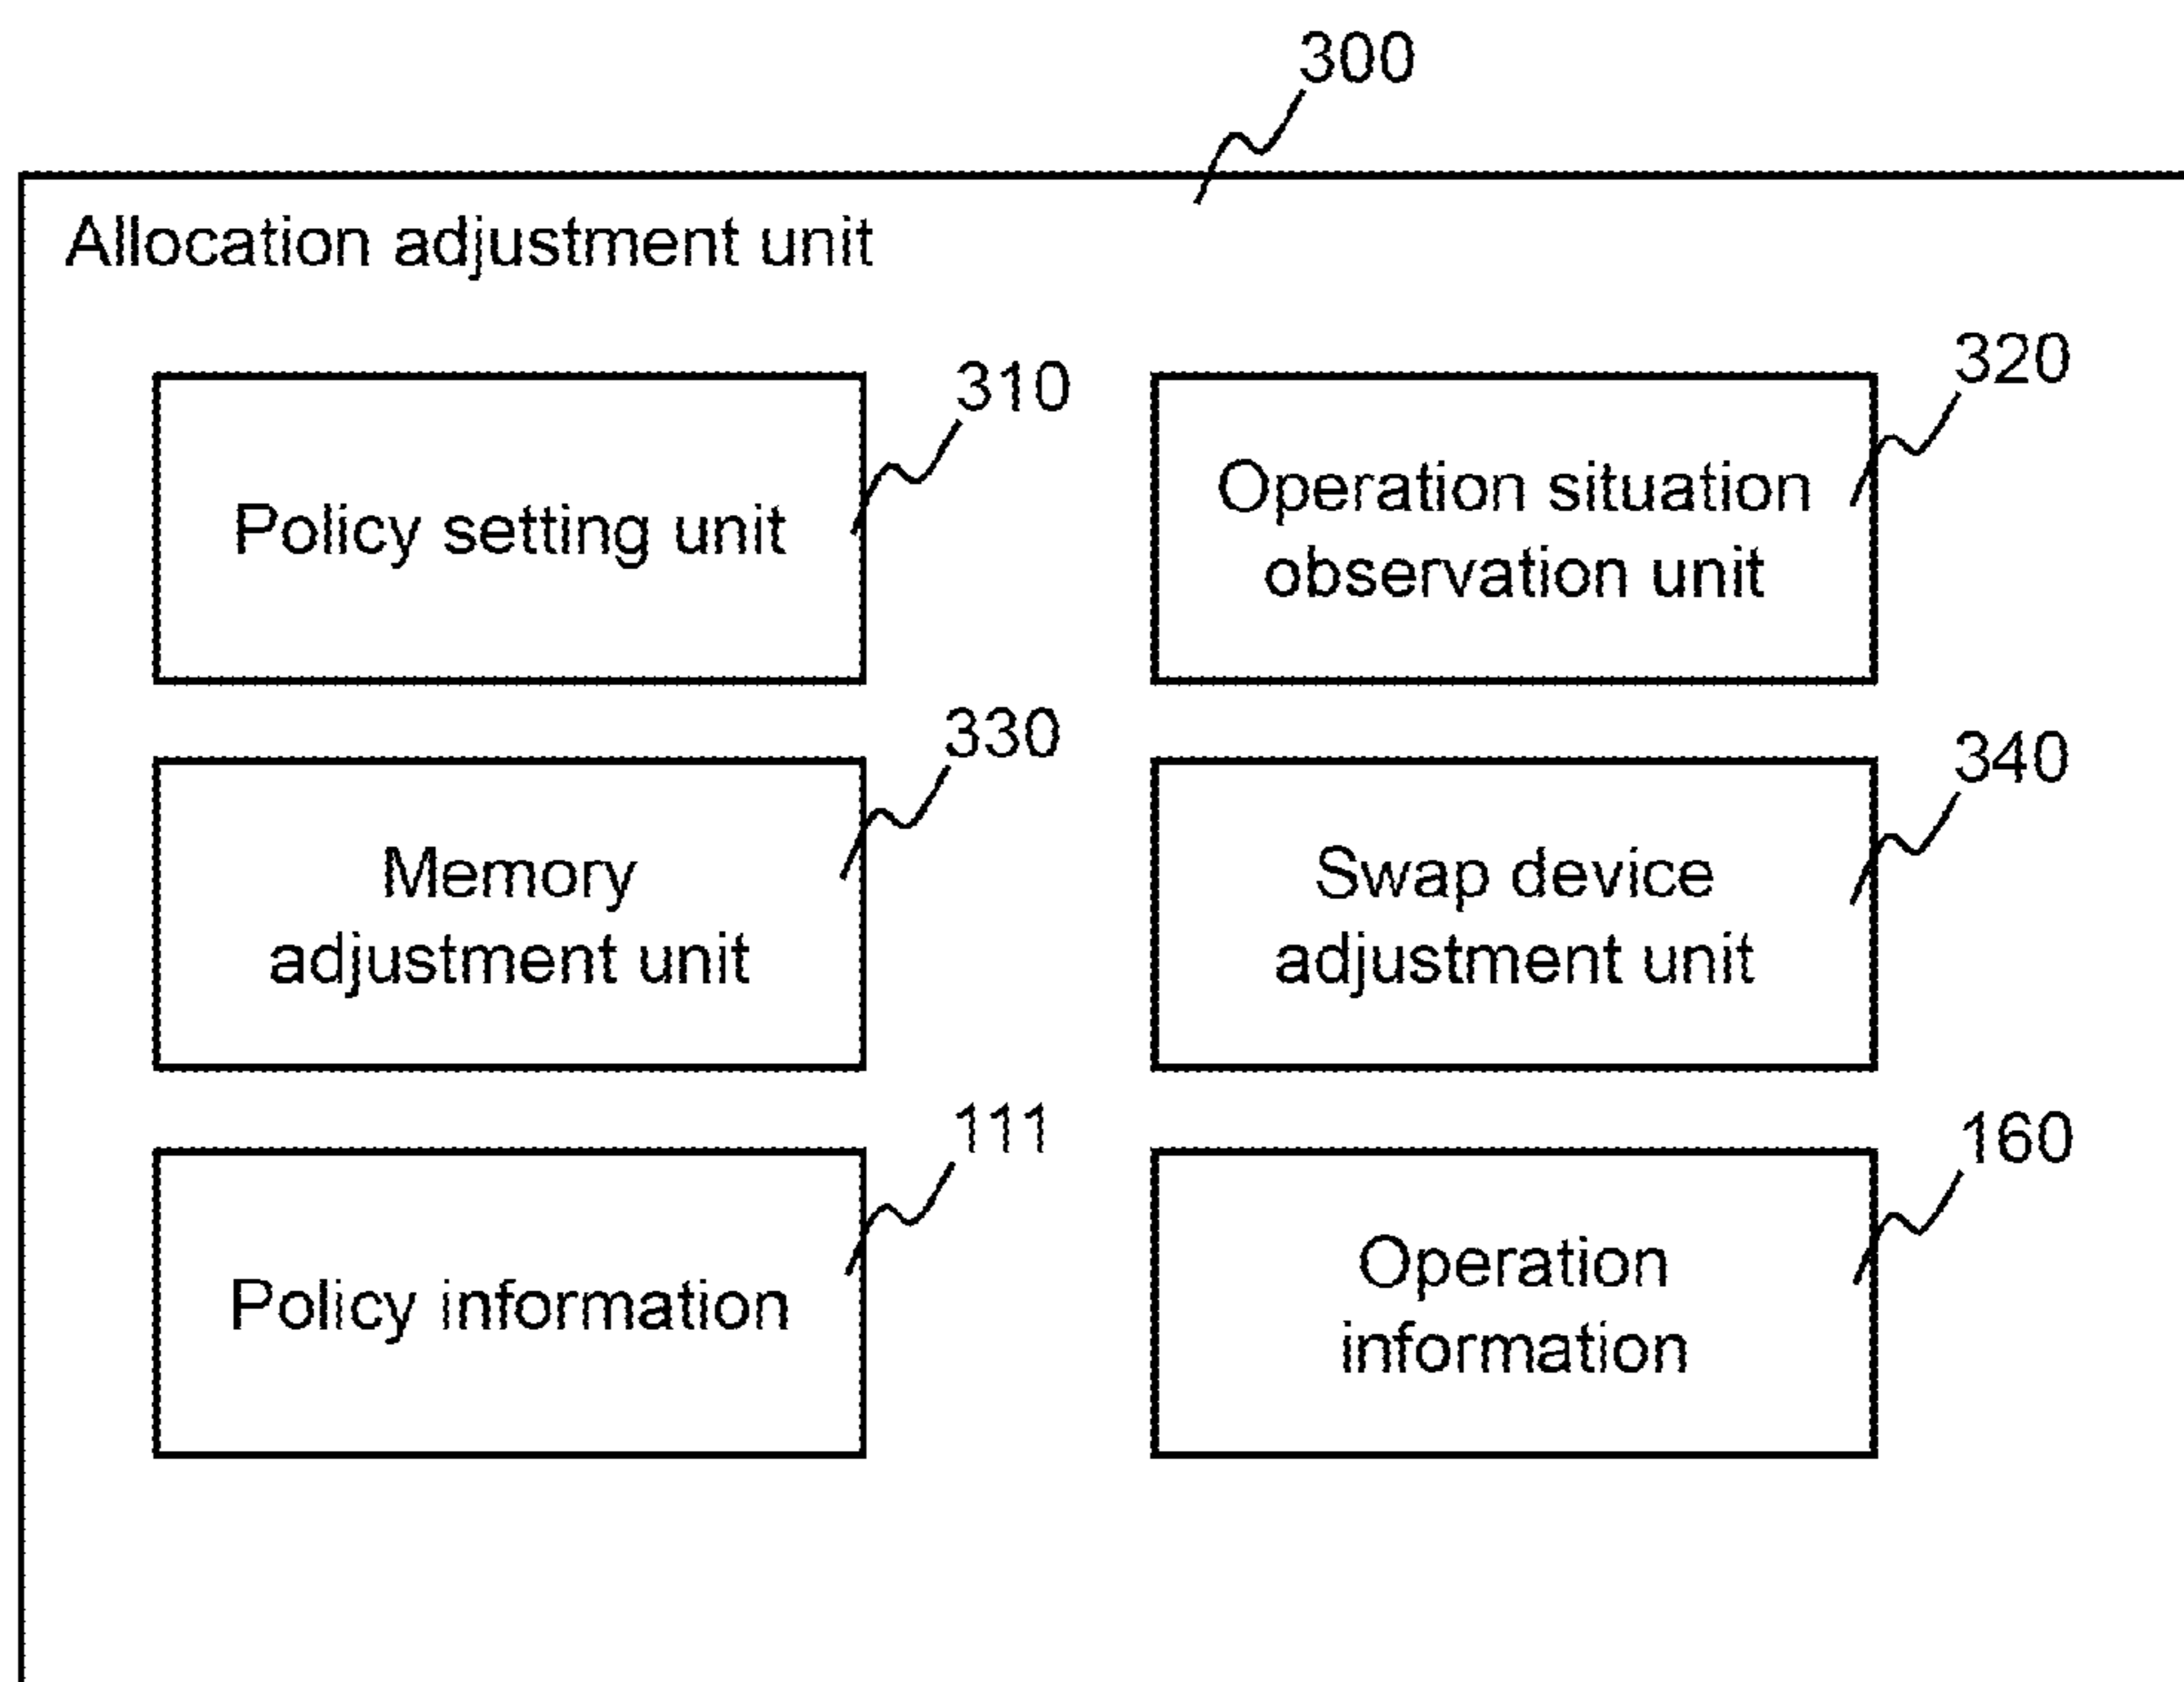 300
Allocation adjustment unit
310
320
Policy setting unit
Operation situation
observation unit
330
340
Memory
adjustment unit
Swap device
adjustment unit
111
160
Policy information
Operation
information